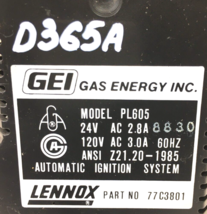 D365A
GEI GAS ENERGY INC.
MODEL PL605
24V AC 2.8A 8830
120V AC 3.0A 60HZ
ANSI Z21.20-1985
AUTOMATIC IGNITION SYSTEM
LENNOX PART NO 77C3801